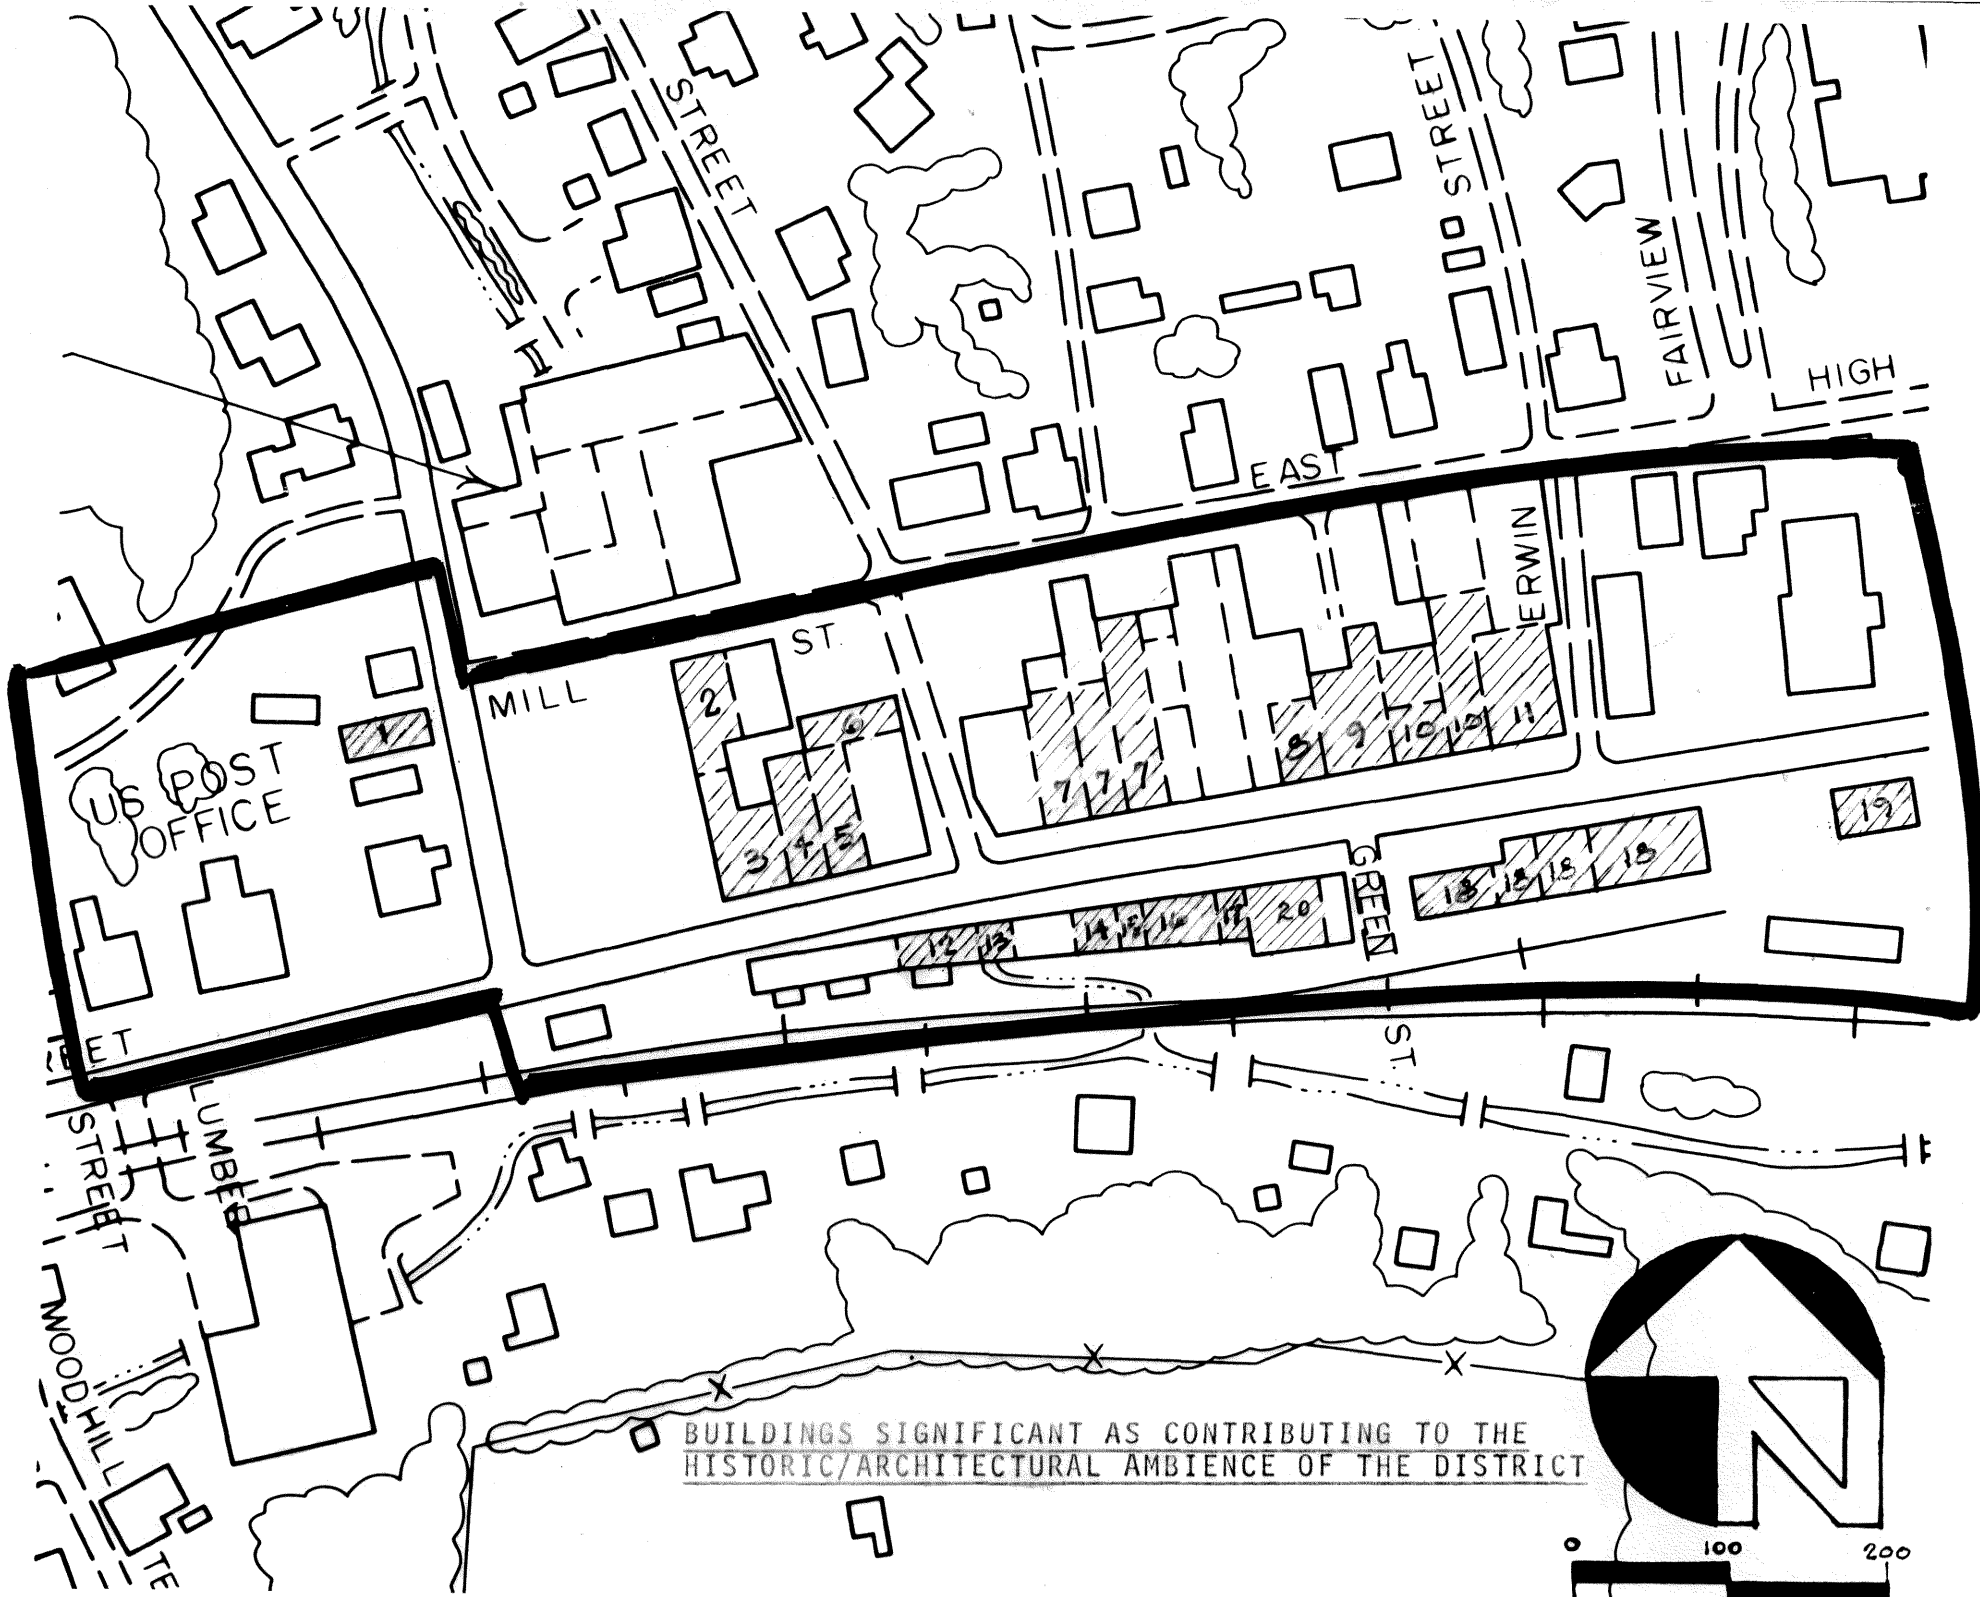 STREET
STREET
FAIRVIEW
HIGH
EAST
ERWIN
ST.
MILL
2
6
1
US POST
OFFICE
3
4
5
7
7
7
8
9
10
10
11
19
18
18
18
18
GREEN
12
13
14
15
16
17
20
EET
ST.
LUMBER
STREET
WOODHILL
TE
X
X
X
BUILDINGS SIGNIFICANT AS CONTRIBUTING TO THE
HISTORIC/ARCHITECTURAL AMBIENCE OF THE DISTRICT
N
0 100 200